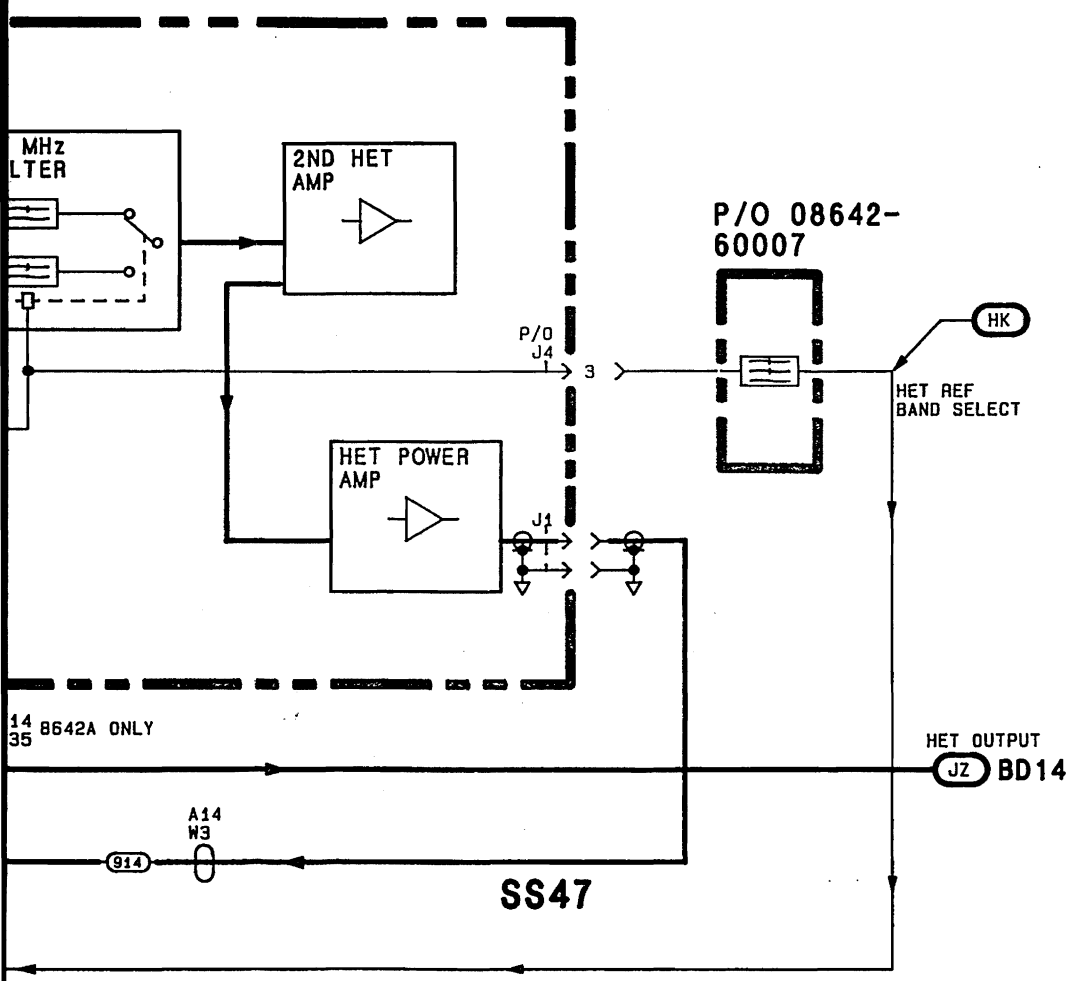 MHz
LTER
2ND HET
AMP
P/O 08642-
60007
HK
P/O
J4
3
HET REF
BAND SELECT
HET POWER
AMP
J1
14
35
8642A ONLY
HET OUTPUT
JZ
BD14
A14
W3
914
SS47